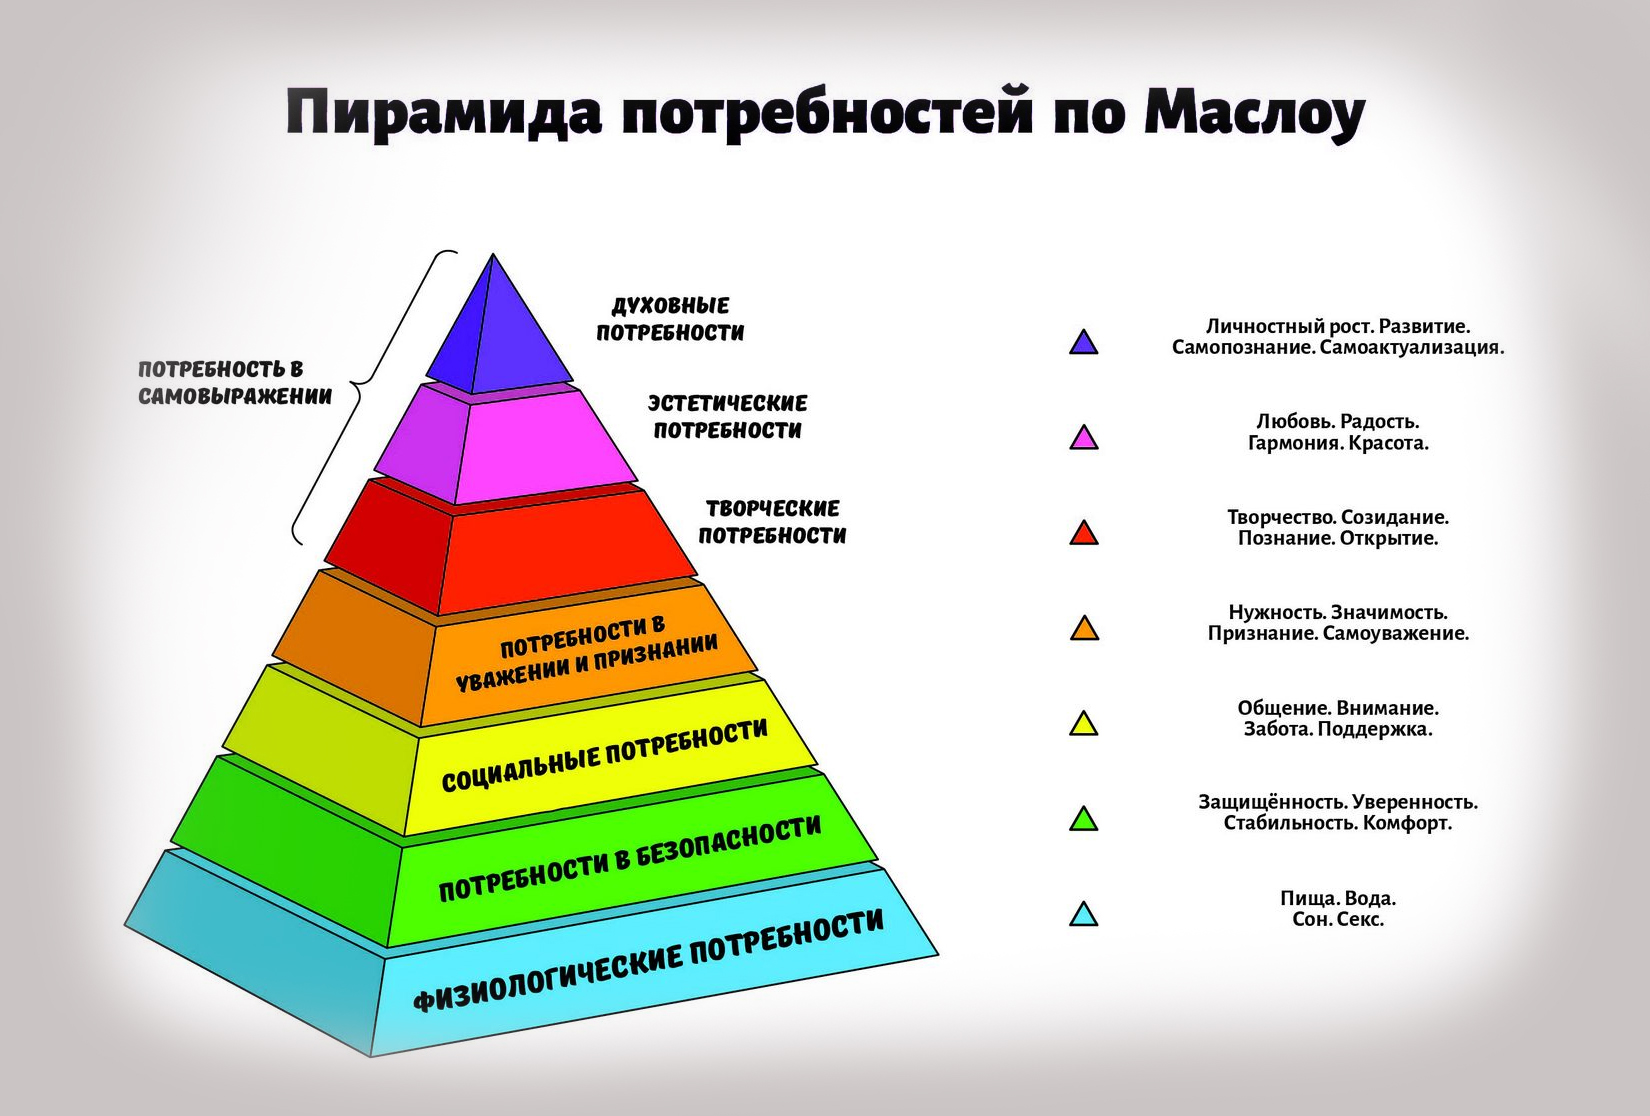 Пирамида потребностей по Маслоу
ПОТРЕБНОСТЬ В
САМОВЫРАЖЕНИИ
ДУХОВНЫЕ
ПОТРЕБНОСТИ
ЭСТЕТИЧЕСКИЕ
ПОТРЕБНОСТИ
ТВОРЧЕСКИЕ
ПОТРЕБНОСТИ
ПОТРЕБНОСТИ В
УВАЖЕНИИ И ПРИЗНАНИИ
СОЦИАЛЬНЫЕ ПОТРЕБНОСТИ
ПОТРЕБНОСТИ В БЕЗОПАСНОСТИ
ФИЗИОЛОГИЧЕСКИЕ ПОТРЕБНОСТИ
Личностный рост. Развитие.
Самопознание. Самоактуализация.
Любовь. Радость.
Гармония. Красота.
Творчество. Созидание.
Познание. Открытие.
Нужность. Значимость.
Признание. Самоуважение.
Общение. Внимание.
Забота. Поддержка.
Защищённость. Уверенность.
Стабильность. Комфорт.
Пища. Вода.
Сон. Секс.